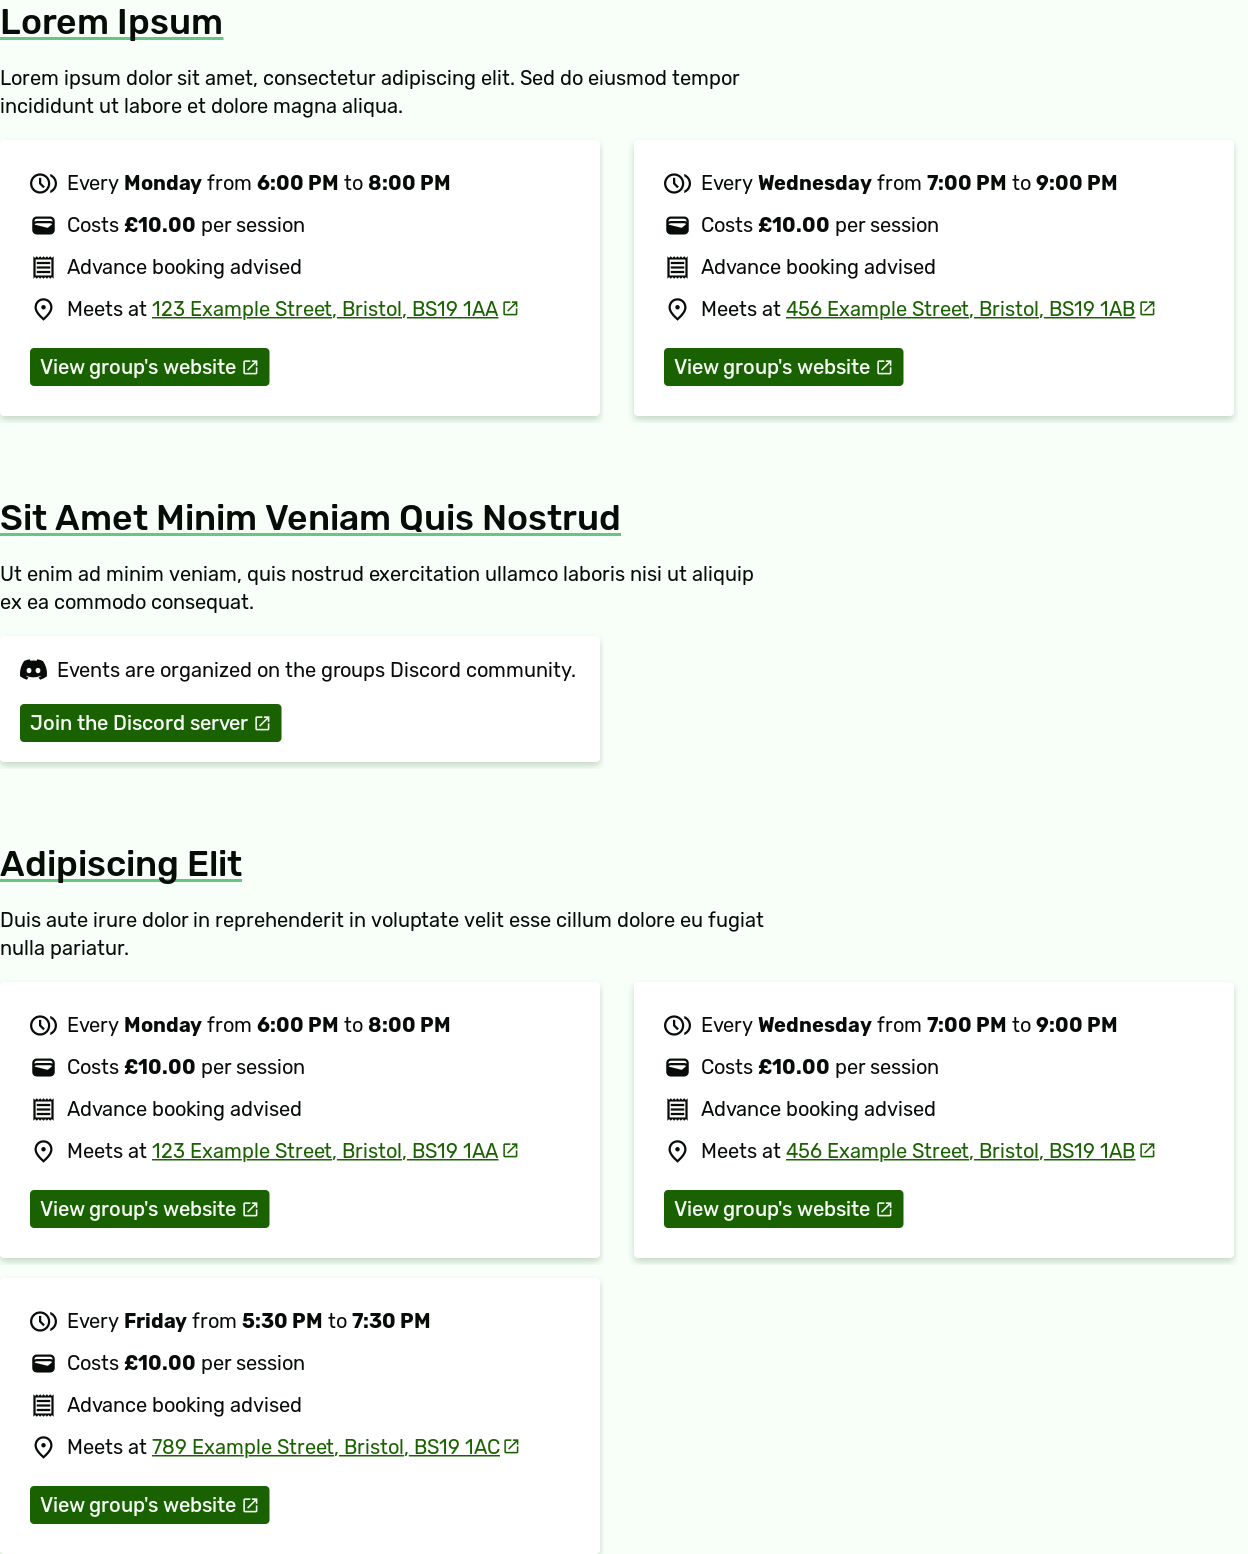 Lorem Ipsum
Lorem ipsum dolor sit amet, consectetur adipiscing elit. Sed do eiusmod tempor
incididunt ut labore et dolore magna aliqua.
Every Monday from 6:00 PM to 8:00 PM
Costs £10.00 per session
Advance booking advised
Meets at 123 Example Street, Bristol, BS19 1AA
View group's website
Every Wednesday from 7:00 PM to 9:00 PM
Costs £10.00 per session
Advance booking advised
Meets at 456 Example Street, Bristol, BS19 1AB
View group's website
Sit Amet Minim Veniam Quis Nostrud
Ut enim ad minim veniam, quis nostrud exercitation ullamco laboris nisi ut aliquip
ex ea commodo consequat.
Events are organized on the groups Discord community.
Join the Discord server
Adipiscing Elit
Duis aute irure dolor in reprehenderit in voluptate velit esse cillum dolore eu fugiat
nulla pariatur.
Every Monday from 6:00 PM to 8:00 PM
Costs £10.00 per session
Advance booking advised
Meets at 123 Example Street, Bristol, BS19 1AA
View group's website
Every Wednesday from 7:00 PM to 9:00 PM
Costs £10.00 per session
Advance booking advised
Meets at 456 Example Street, Bristol, BS19 1AB
View group's website
Every Friday from 5:30 PM to 7:30 PM
Costs £10.00 per session
Advance booking advised
Meets at 789 Example Street, Bristol, BS19 1AC
View group's website